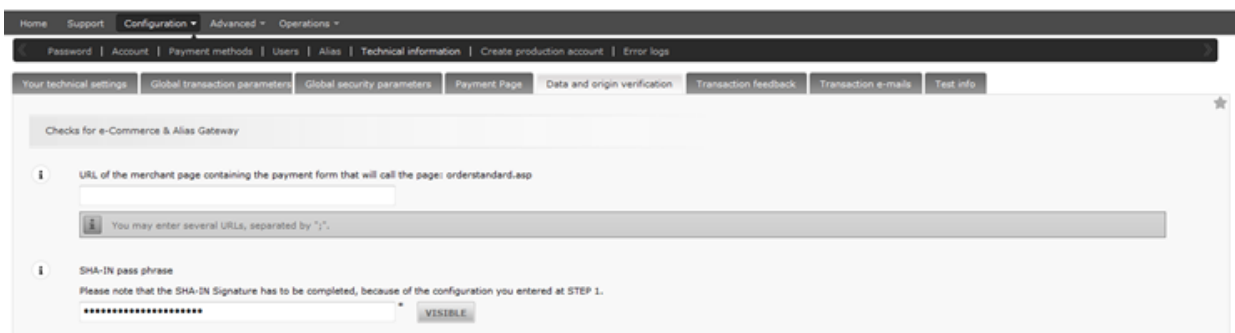 Home Support Configuration Advanced Operations
Password | Account | Payment methods | Users | Alias | Technical information | Create production account | Error logs
Your technical settings Global transaction parameters Global security parameters Payment Page Data and origin verification Transaction feedback Transaction e-mails Test info
Checks for e-Commerce & Alias Gateway
URL of the merchant page containing the payment form that will call the page: orderstandard.asp
You may enter several URLs, separated by ";".
SHA-IN pass phrase
Please note that the SHA-IN Signature has to be completed, because of the configuration you entered at STEP 1.
••••••••••••••••••••• * VISIBLE